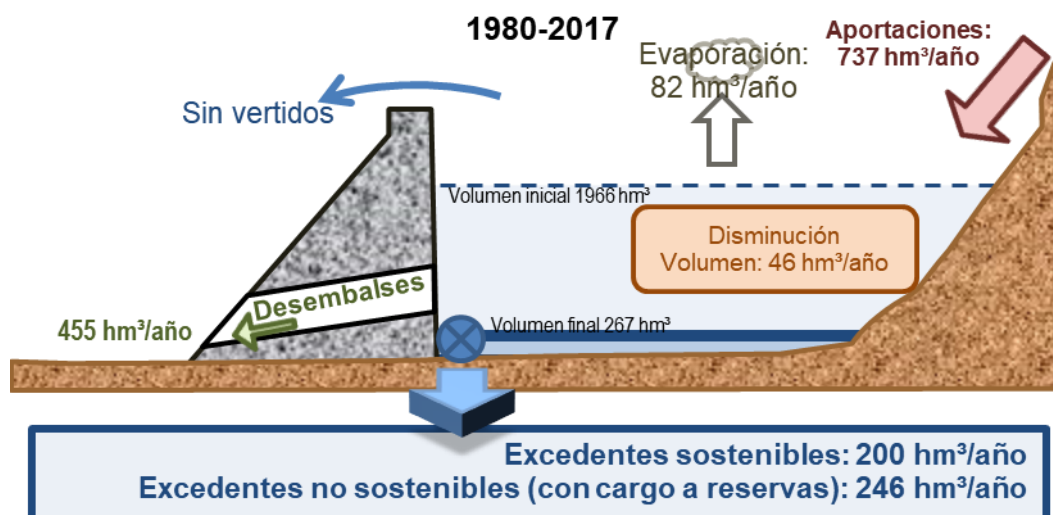 1980-2017
Aportaciones:
737 hm³/año
Evaporación:
82 hm³/año
Sin vertidos
Volumen inicial 1966 hm³
Disminución
Volumen: 46 hm³/año
Desembalses
455 hm³/año
Volumen final 267 hm³
Excedentes sostenibles: 200 hm³/año
Excedentes no sostenibles (con cargo a reservas): 246 hm³/año